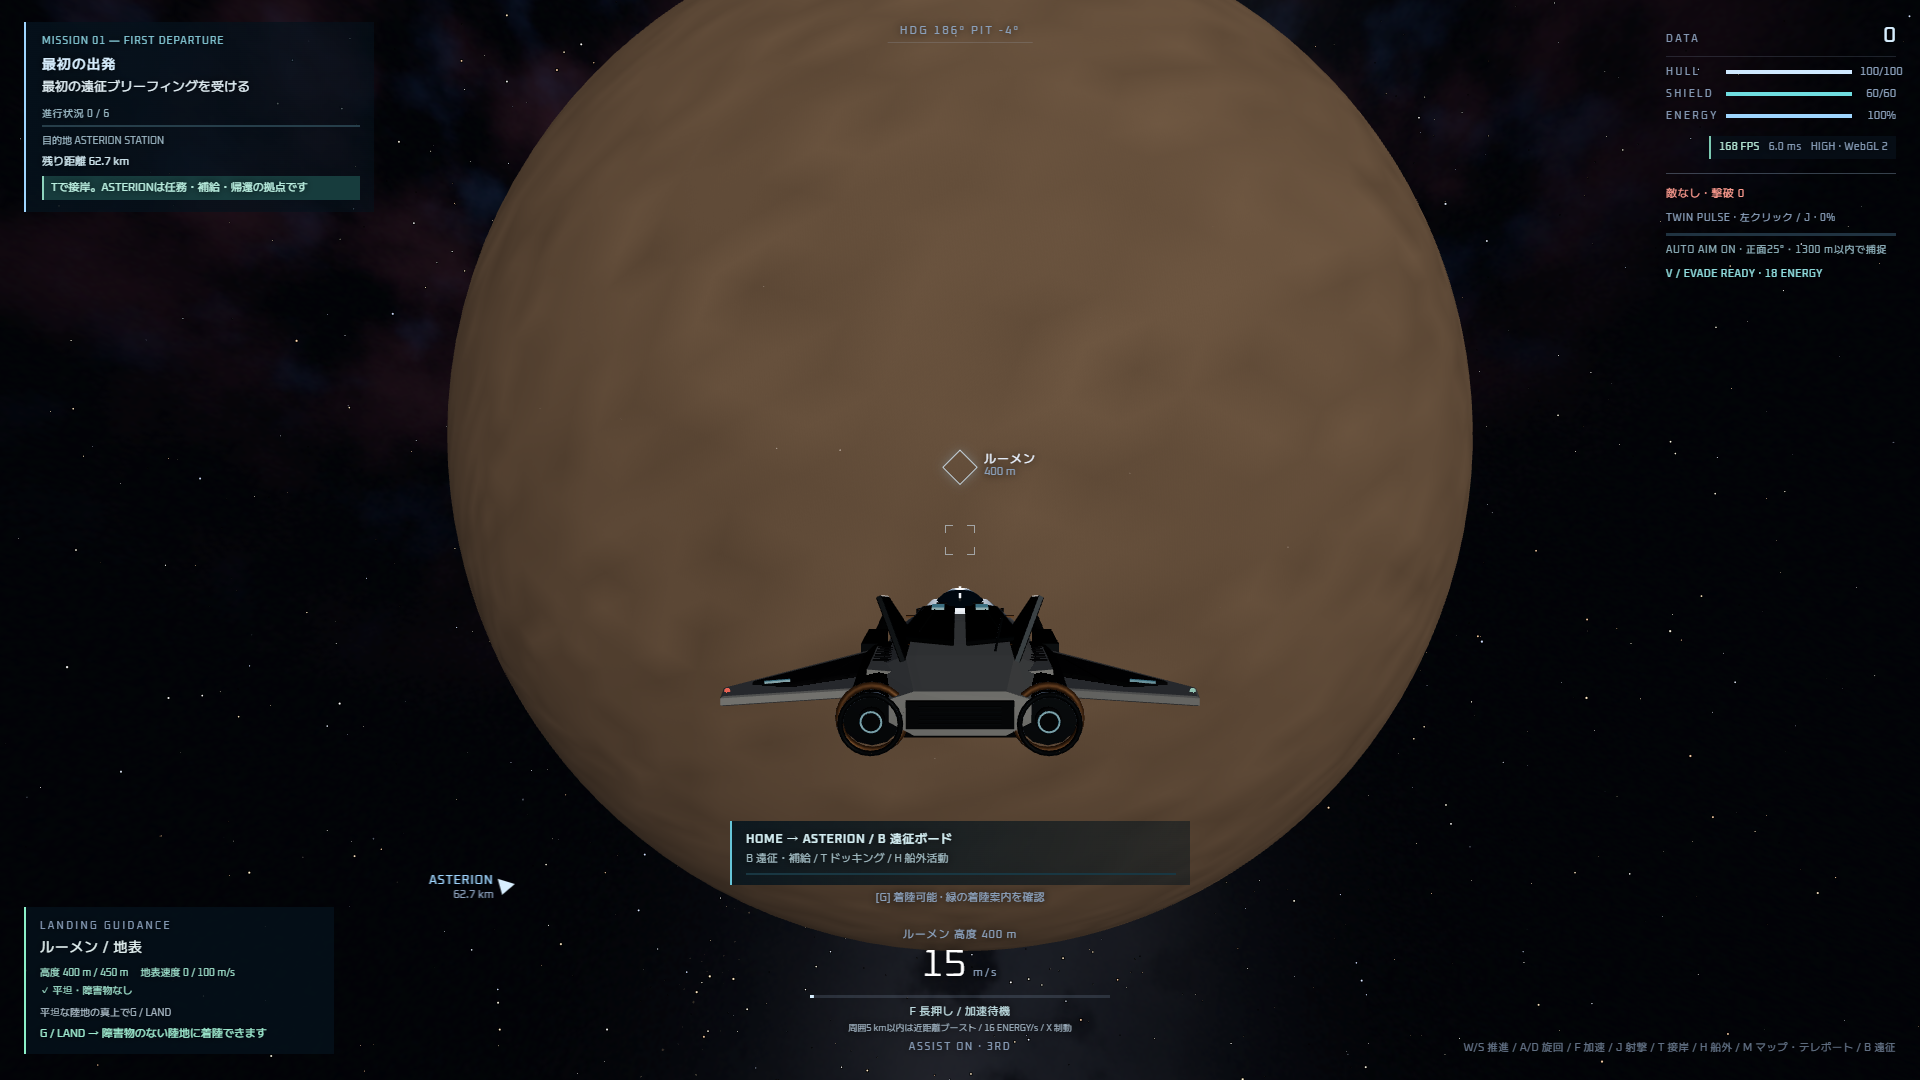 MISSION 01 — FIRST DEPARTURE
最初の出発
最初の遠征ブリーフィングを受ける
進行状況 0 / 6
目的地 ASTERION STATION
残り距離 62.7 km
Tで接岸。ASTERIONは任務・補給・帰還の拠点です
HDG 186° PIT -4°
DATA 0
HULL 100/100
SHIELD 60/60
ENERGY 100%
168 FPS 6.0 ms HIGH · WebGL 2
敵なし · 撃破 0
TWIN PULSE · 左クリック / J · 0%
AUTO AIM ON · 正面25° · 1300 m以内で捕捉
V / EVADE READY · 18 ENERGY
ルーメン
400 m
HOME → ASTERION / B 遠征ボード
B 遠征・補給 / T ドッキング / H 船外活動
[G] 着陸可能 · 緑の着陸案内を確認
ASTERION
62.7 km
LANDING GUIDANCE
ルーメン / 地表
高度 400 m / 450 m 地表速度 0 / 100 m/s
✓ 平坦・障害物なし
平坦な陸地の真上でG / LAND
G / LAND → 障害物のない陸地に着陸できます
ルーメン 高度 400 m
15 m/s
F 長押し / 加速待機
周囲5 km以内は近距離ブースト / 16 ENERGY/s / X 制動
ASSIST ON · 3RD
W/S 推進 / A/D 旋回 / F 加速 / J 射撃 / T 接岸 / H 船外 / M マップ・テレポート / B 遠征